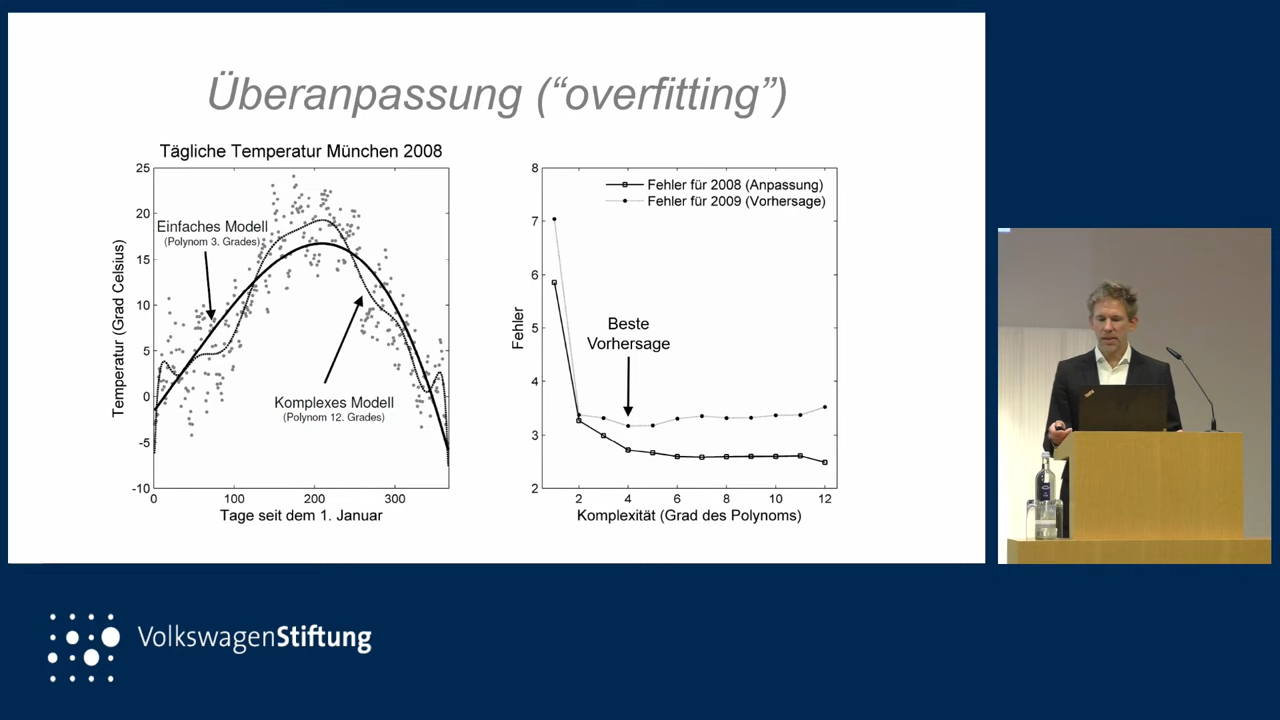 Überanpassung (“overfitting”)
Tägliche Temperatur München 2008
25
20
15
10
5
0
-5
-10
0
100
200
300
Temperatur (Grad Celsius)
Tage seit dem 1. Januar
Einfaches Modell
(Polynom 3. Grades)
Komplexes Modell
(Polynom 12. Grades)
8
7
6
5
4
3
2
2
4
6
8
10
12
Fehler
Komplexität (Grad des Polynoms)
Fehler für 2008 (Anpassung)
Fehler für 2009 (Vorhersage)
Beste
Vorhersage
VolkswagenStiftung